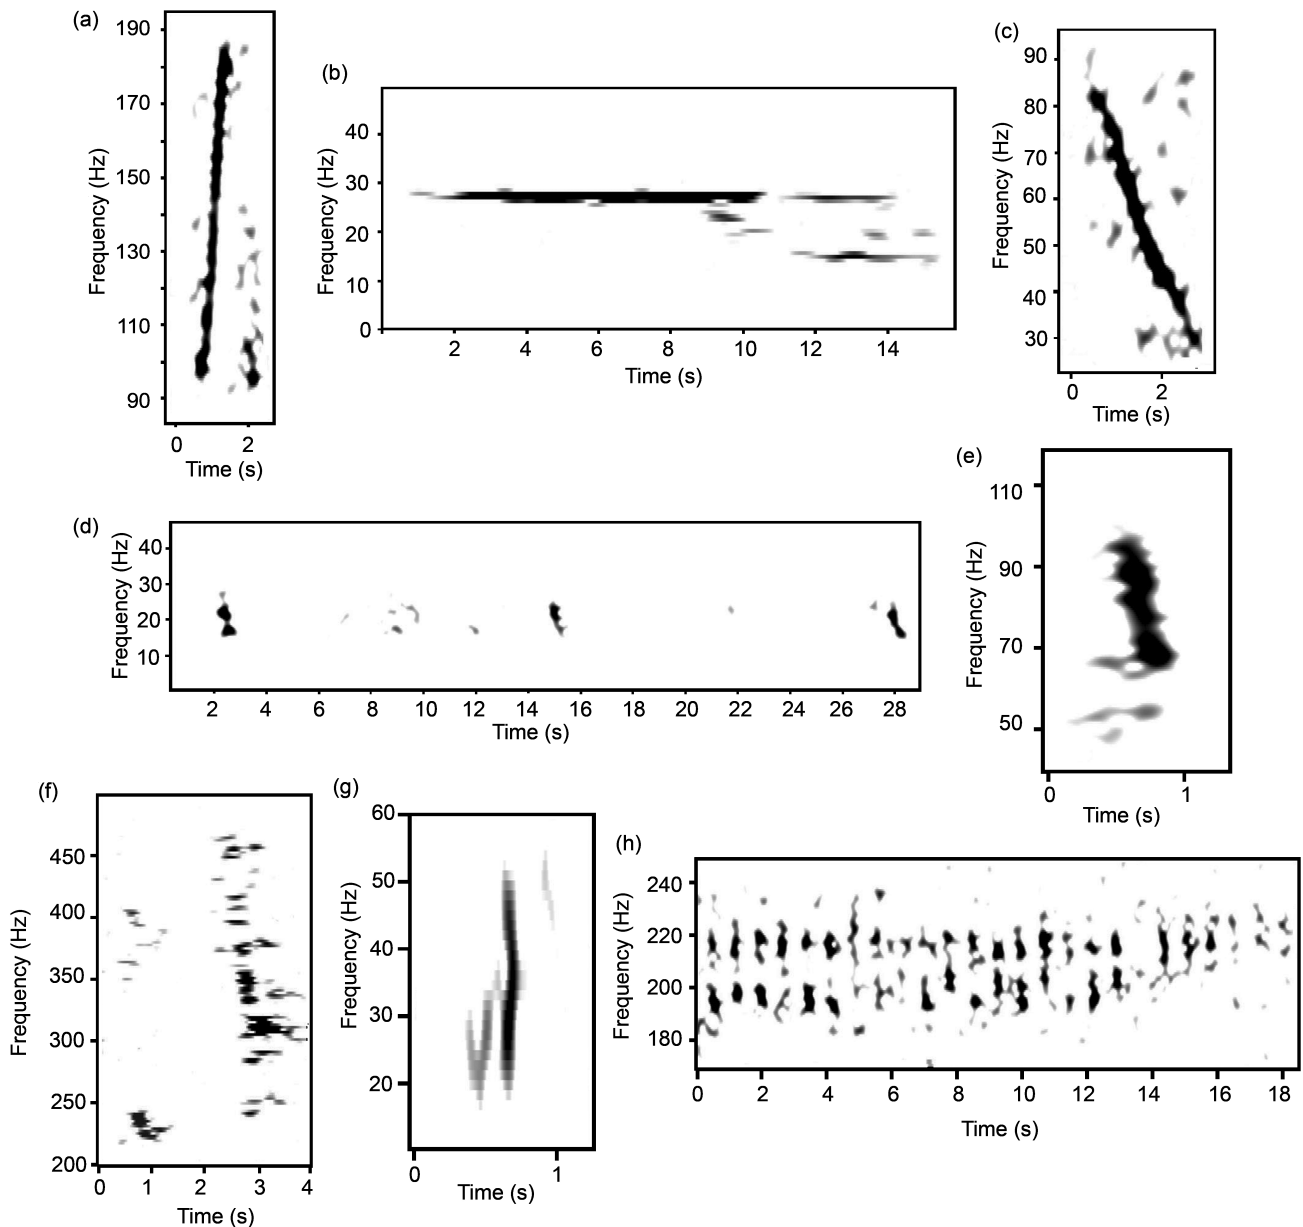 (a)
190
170
150
130
110
90
Frequency (Hz)
0 2
Time (s)
(b)
40
30
20
10
0
Frequency (Hz)
2 4 6 8 10 12 14
Time (s)
(c)
90
80
70
60
50
40
30
Frequency (Hz)
0 2
Time (s)
(d)
40
30
20
10
Frequency (Hz)
2 4 6 8 10 12 14 16 18 20 22 24 26 28
Time (s)
(e)
110
90
70
50
Frequency (Hz)
0 1
Time (s)
(f)
450
400
350
300
250
200
Frequency (Hz)
0 1 2 3 4
Time (s)
(g)
60
50
40
30
20
Frequency (Hz)
0 1
Time (s)
(h)
240
220
200
180
Frequency (Hz)
0 2 4 6 8 10 12 14 16 18
Time (s)